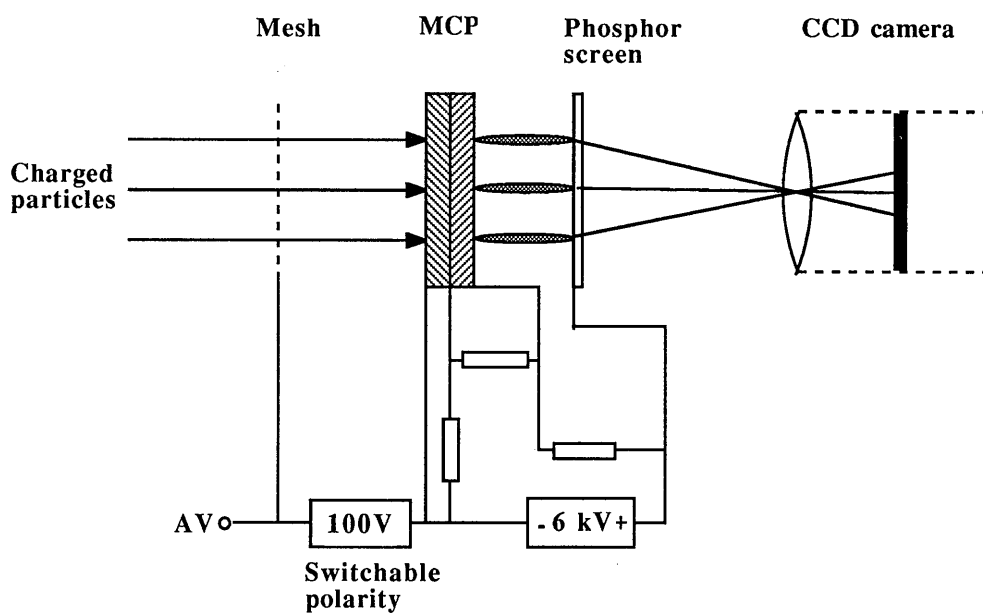 Mesh
MCP
Phosphor
screen
CCD camera
Charged
particles
AV
100V
- 6 kV+
Switchable
polarity